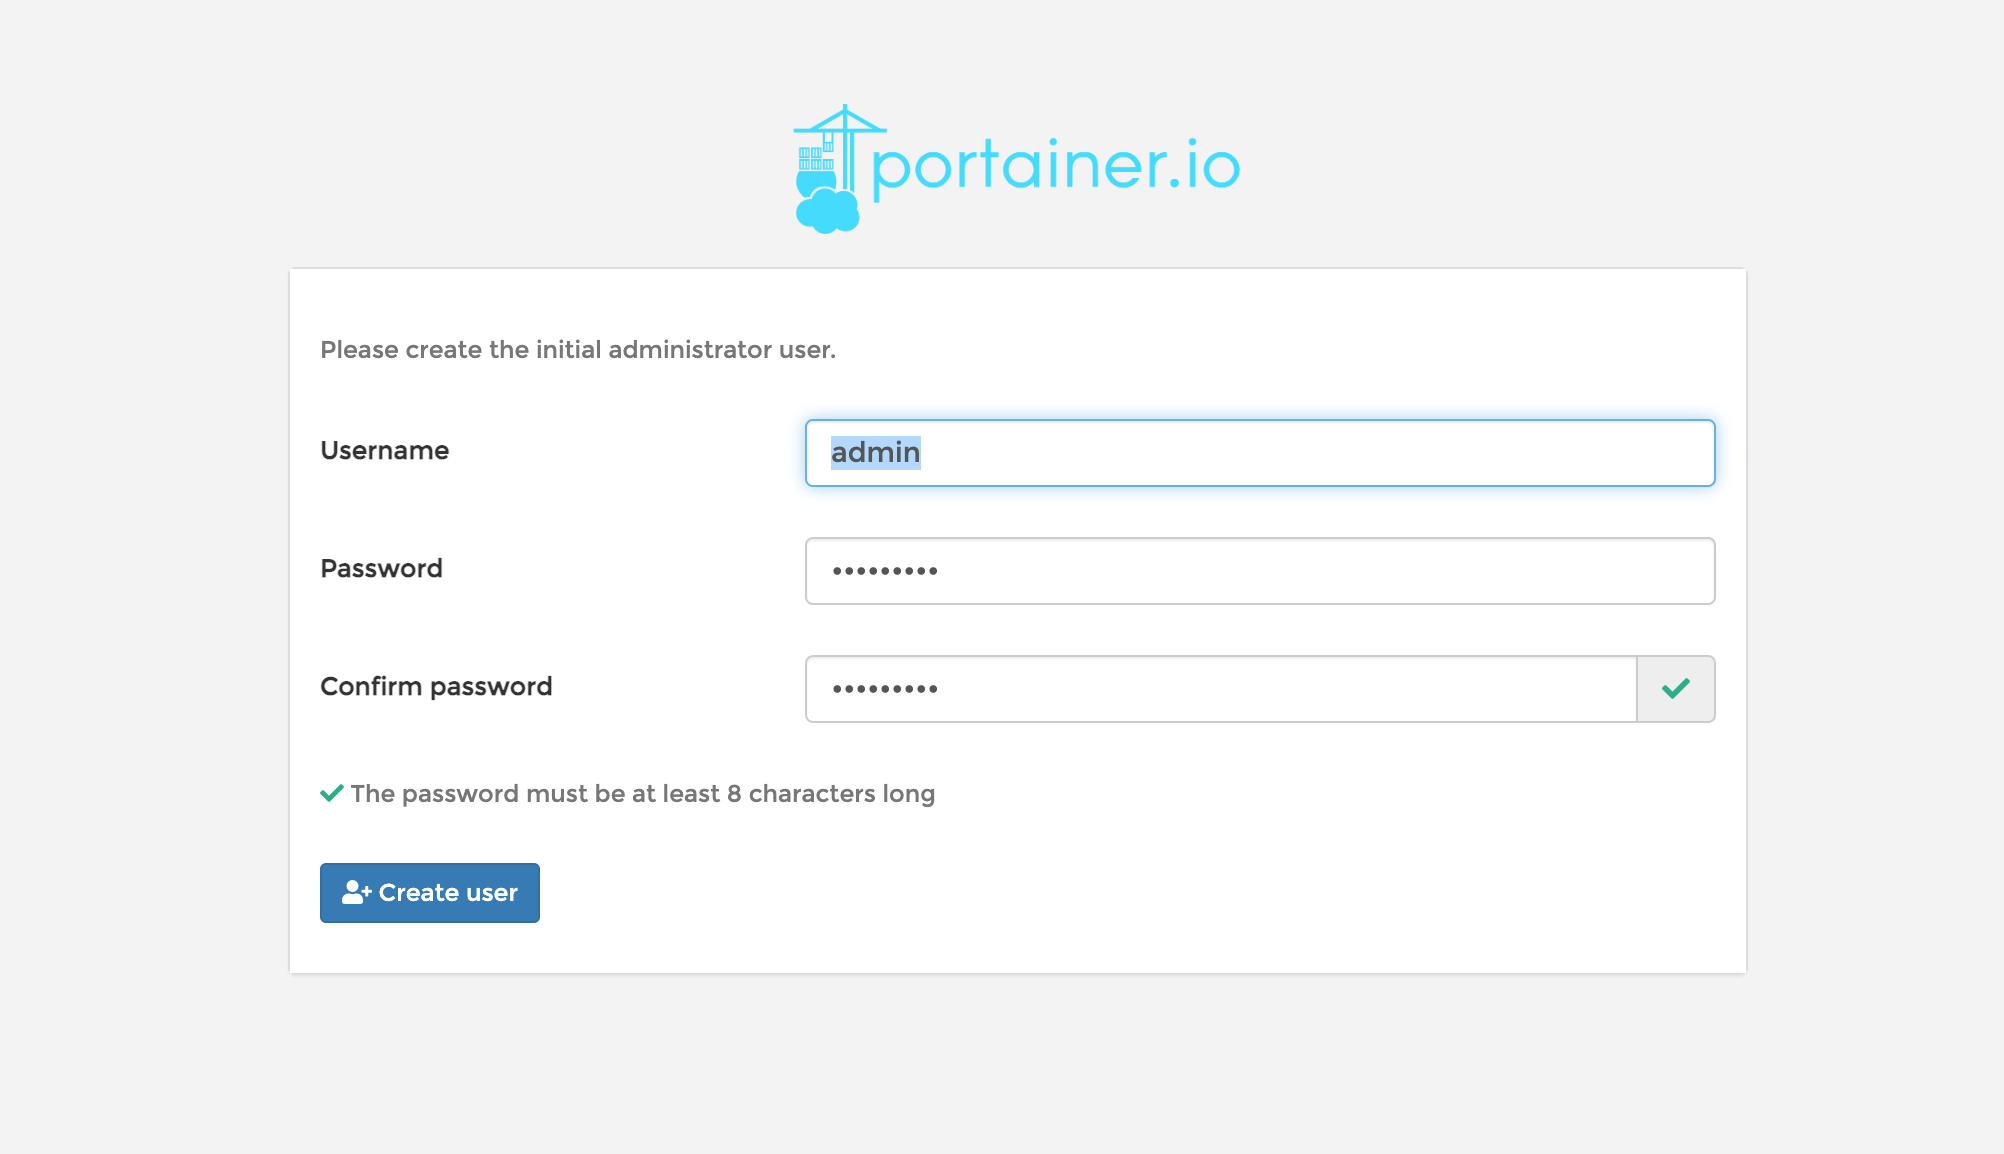 portainer.io
Please create the initial administrator user.
Username
admin
Password
•••••••••
Confirm password
•••••••••
The password must be at least 8 characters long
Create user